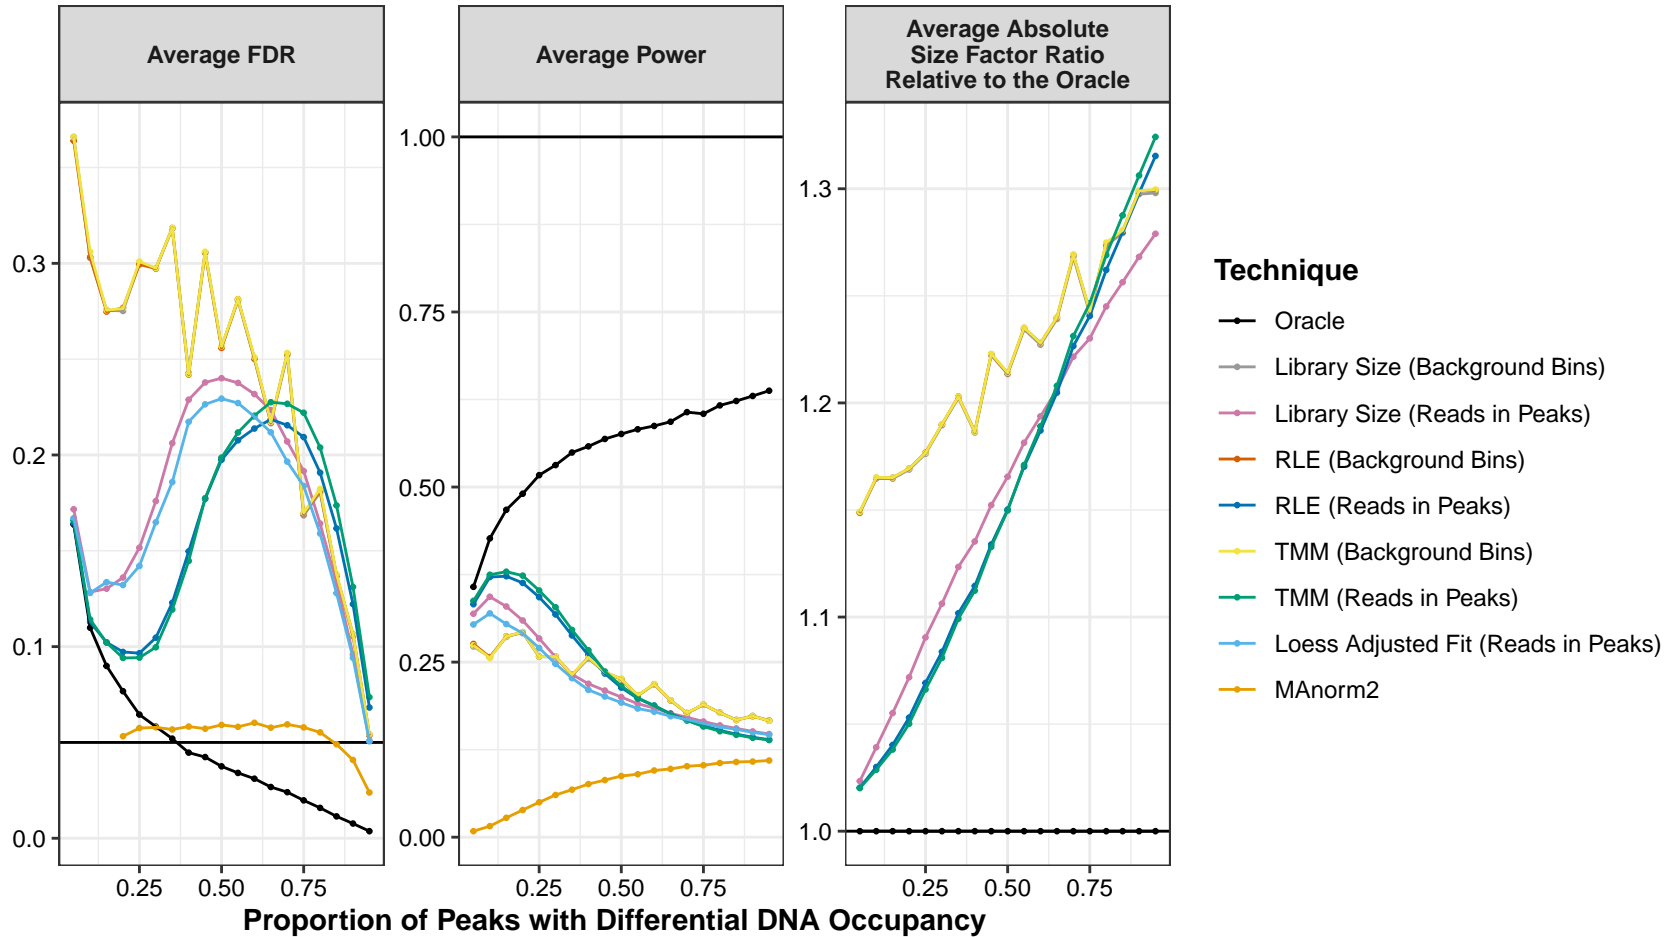 Average FDR
Average Power
Average Absolute
Size Factor Ratio
Relative to the Oracle
0.3
0.2
0.1
0.0
1.00
0.75
0.50
0.25
0.00
1.3
1.2
1.1
1.0
0.25 0.50 0.75
0.25 0.50 0.75
0.25 0.50 0.75
Proportion of Peaks with Differential DNA Occupancy
Technique
Oracle
Library Size (Background Bins)
Library Size (Reads in Peaks)
RLE (Background Bins)
RLE (Reads in Peaks)
TMM (Background Bins)
TMM (Reads in Peaks)
Loess Adjusted Fit (Reads in Peaks)
MAnorm2